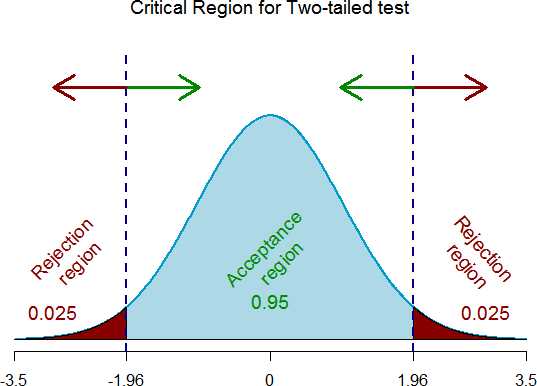 Critical Region for Two-tailed test
Rejection
region
0.025
Acceptance
region
0.95
Rejection
region
0.025
-3.5
-1.96
0
1.96
3.5